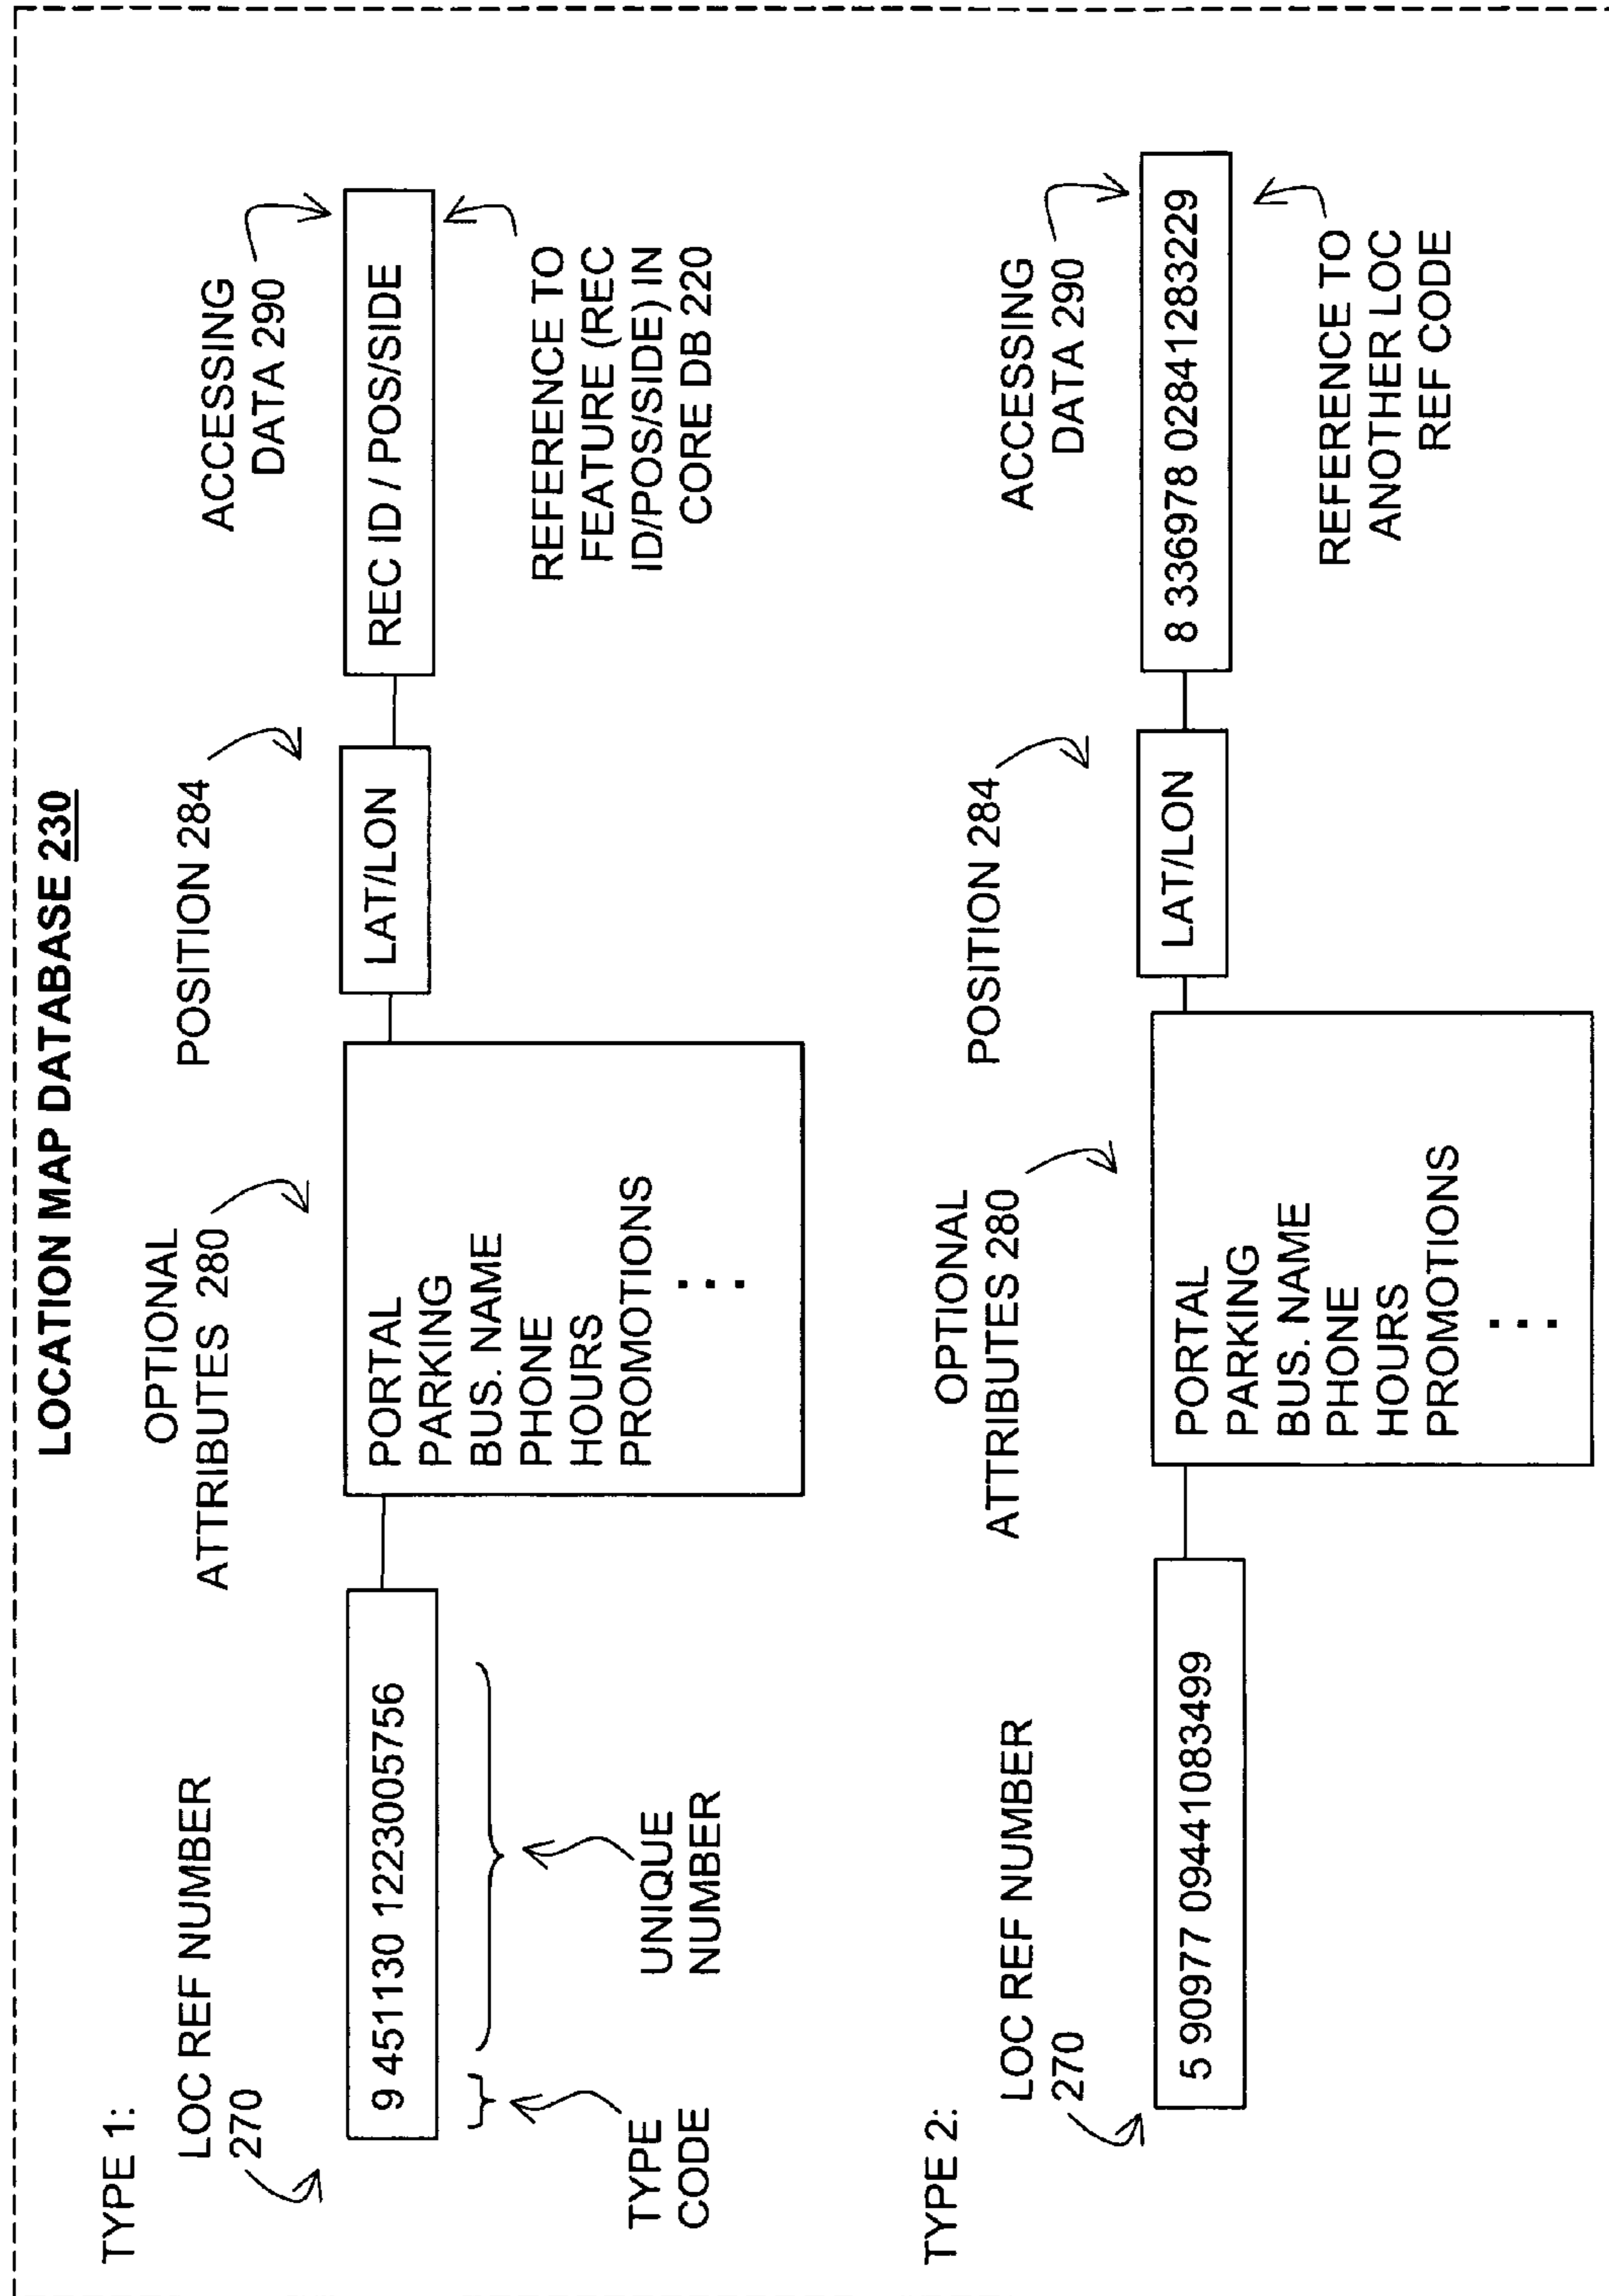 LOCATION MAP DATABASE 230
TYPE 1:
LOC REF NUMBER
270
9 451130 1223005756
TYPE
CODE
UNIQUE
NUMBER
OPTIONAL
ATTRIBUTES 280
PORTAL
PARKING
BUS. NAME
PHONE
HOURS
PROMOTIONS
POSITION 284
LAT/LON
ACCESSING
DATA 290
REC ID / POS/SIDE
REFERENCE TO
FEATURE (REC
ID/POS/SIDE) IN
CORE DB 220
TYPE 2:
LOC REF NUMBER
270
5 90977 09441083499
OPTIONAL
ATTRIBUTES 280
PORTAL
PARKING
BUS. NAME
PHONE
HOURS
PROMOTIONS
POSITION 284
LAT/LON
ACCESSING
DATA 290
8 336978 02841283229
REFERENCE TO
ANOTHER LOC
REF CODE